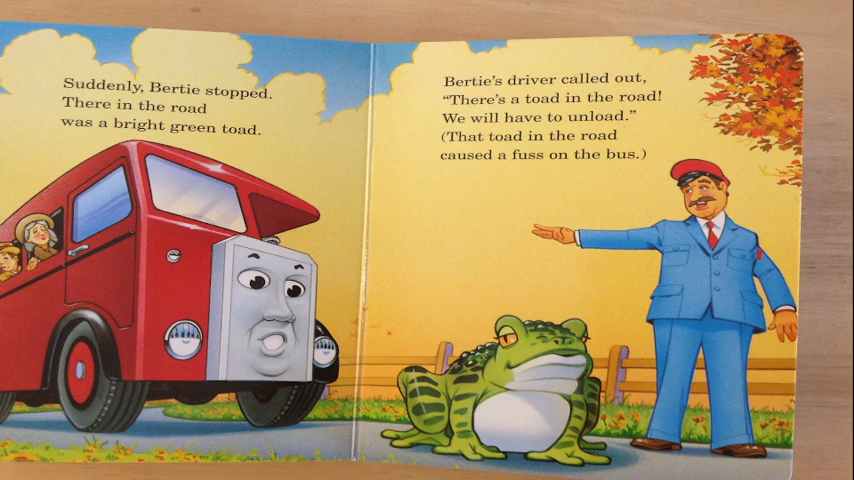 Suddenly, Bertie stopped.
There in the road
was a bright green toad.
Bertie's driver called out,
"There's a toad in the road!
We will have to unload."
(That toad in the road
caused a fuss on the bus.)